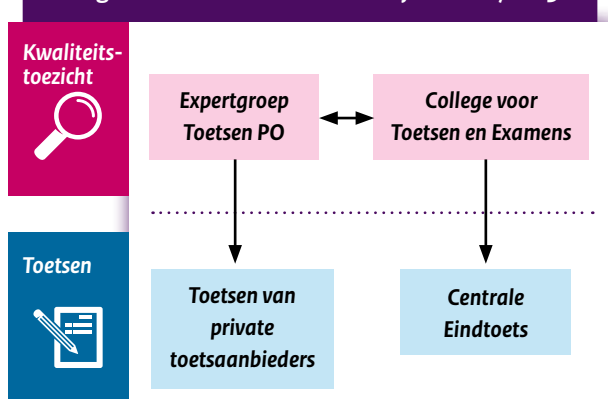 Kwaliteits-
toezicht
Expertgroep
Toetsen PO
College voor
Toetsen en Examens
Toetsen
Toetsen van
private
toetsaanbieders
Centrale
Eindtoets